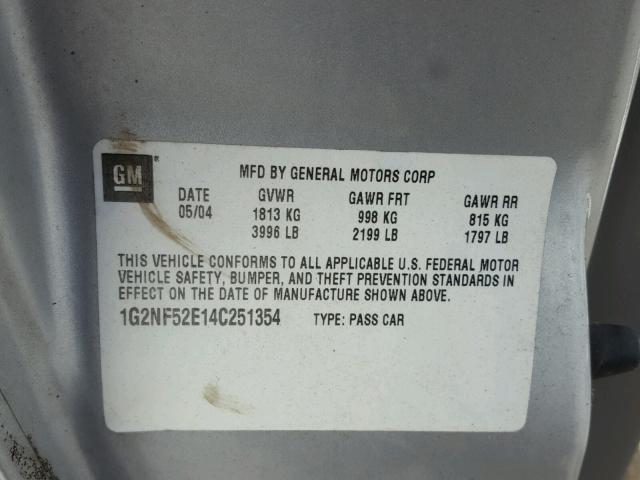 GM ®
MFD BY GENERAL MOTORS CORP
DATE GVWR GAWR FRT GAWR RR
05/04 1813 KG 998 KG 815 KG
3996 LB 2199 LB 1797 LB
THIS VEHICLE CONFORMS TO ALL APPLICABLE U.S. FEDERAL MOTOR
VEHICLE SAFETY, BUMPER, AND THEFT PREVENTION STANDARDS IN
EFFECT ON THE DATE OF MANUFACTURE SHOWN ABOVE.
1G2NF52E14C251354 TYPE: PASS CAR